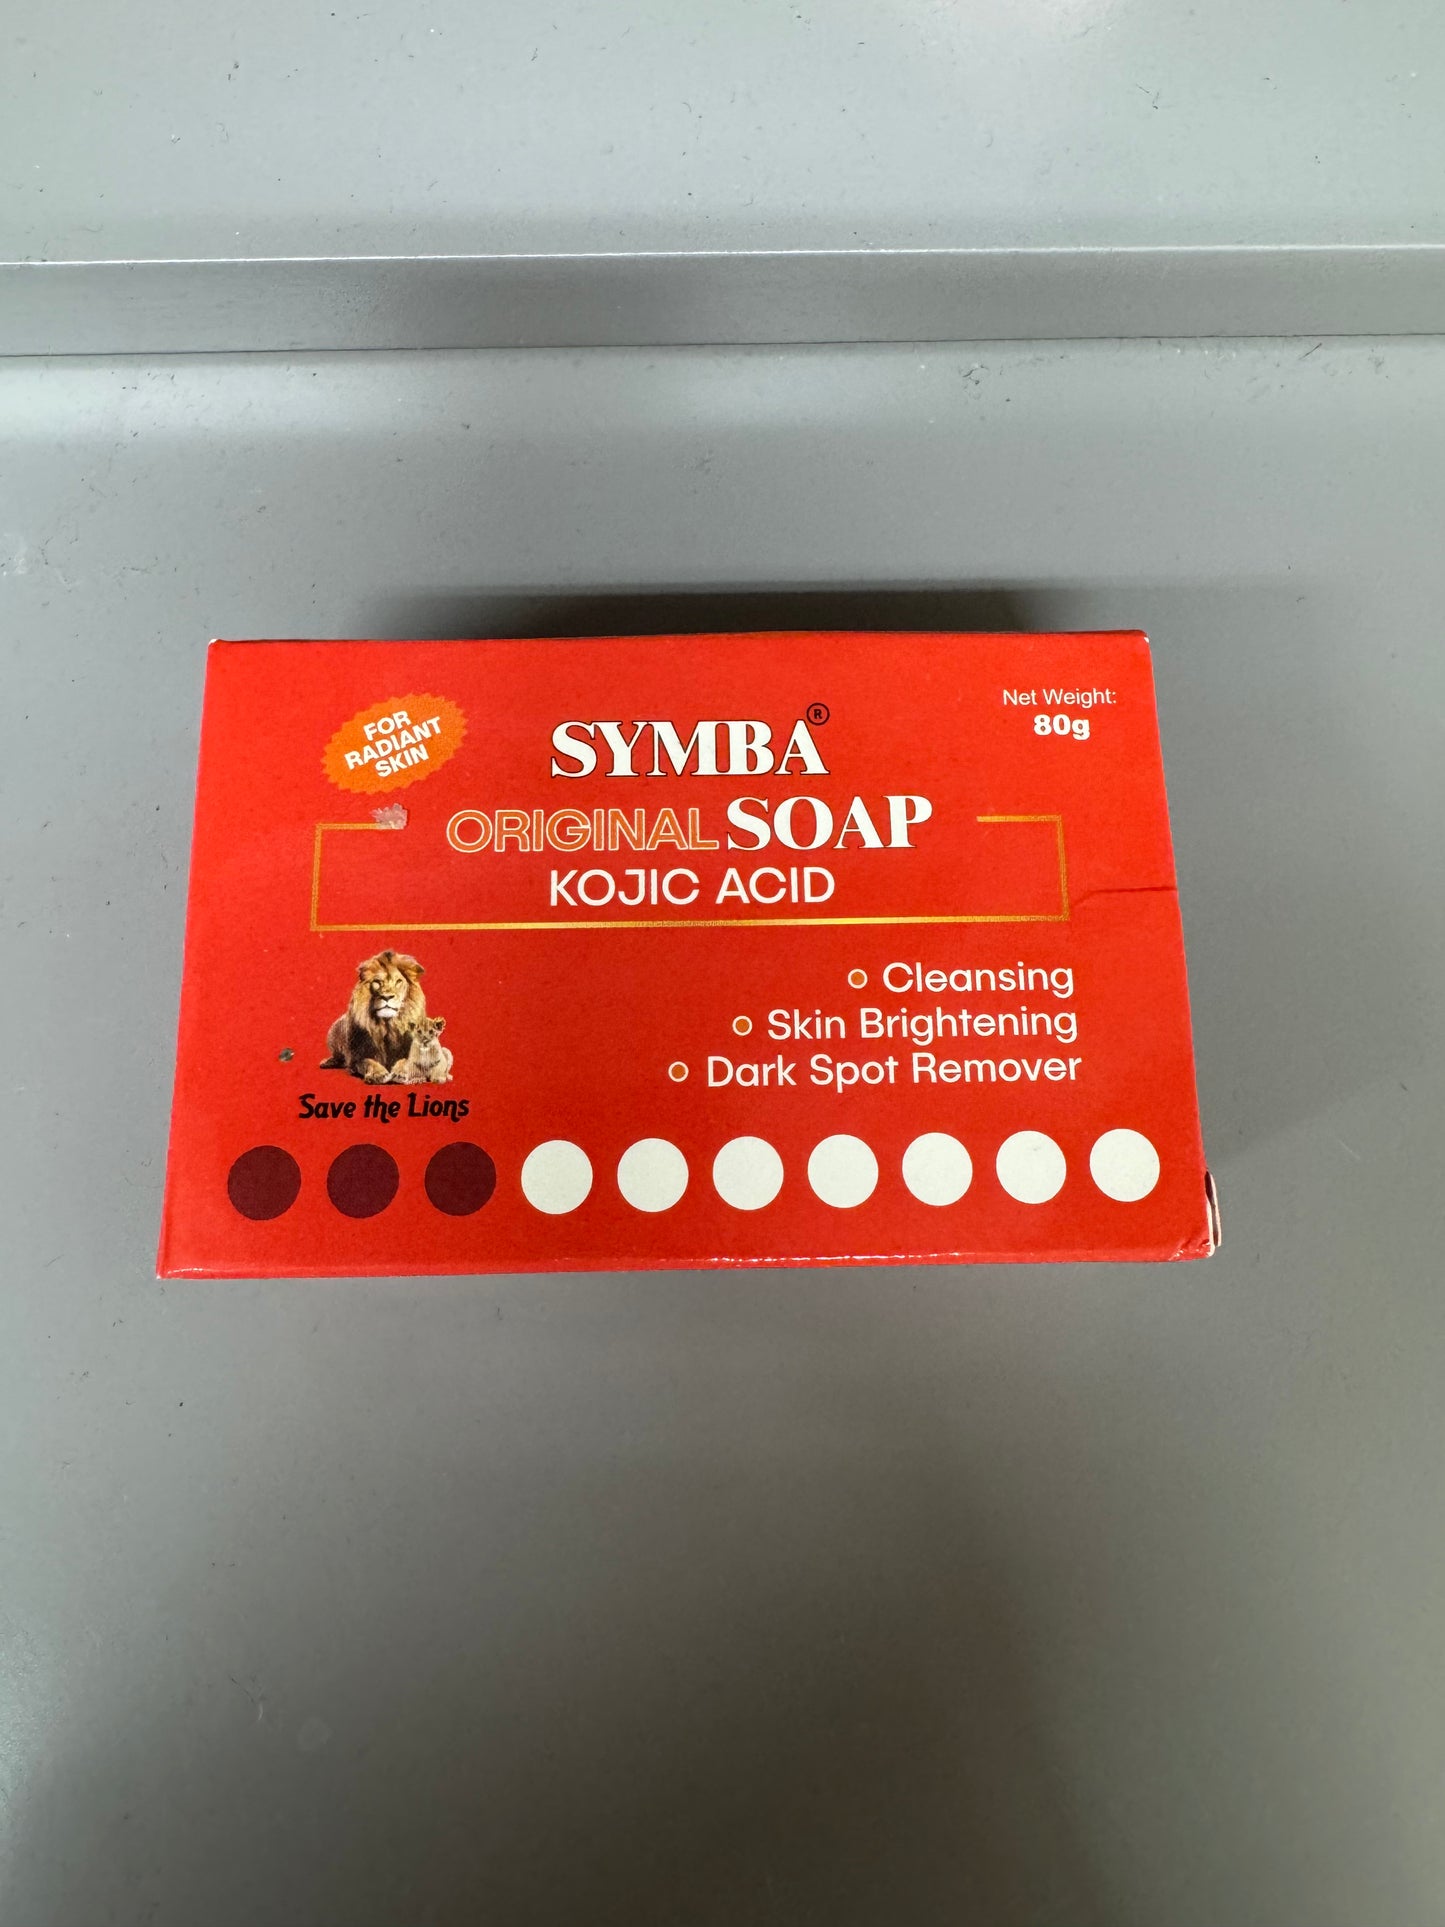 FOR
RADIANT
SKIN
SYMBA®
ORIGINAL SOAP
KOJIC ACID
Net Weight:
80g
Cleansing
Skin Brightening
Dark Spot Remover
Save the Lions